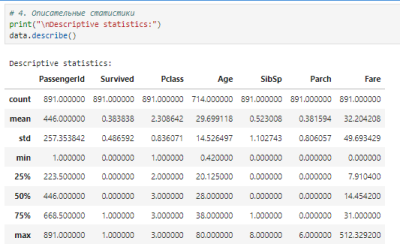 # 4. Описательные статистики
print("\nDescriptive statistics:")
data.describe()
Descriptive statistics:
PassengerId Survived Pclass Age SibSp Parch Fare
count 891.000000 891.000000 891.000000 714.000000 891.000000 891.000000 891.000000
mean 446.000000 0.383838 2.308642 29.699118 0.523008 0.381594 32.204208
std 257.353842 0.486592 0.836071 14.526497 1.102743 0.806057 49.693429
min 1.000000 0.000000 1.000000 0.420000 0.000000 0.000000 0.000000
25% 223.500000 0.000000 2.000000 20.125000 0.000000 0.000000 7.910400
50% 446.000000 0.000000 3.000000 28.000000 0.000000 0.000000 14.454200
75% 668.500000 1.000000 3.000000 38.000000 1.000000 0.000000 31.000000
max 891.000000 1.000000 3.000000 80.000000 8.000000 6.000000 512.329200